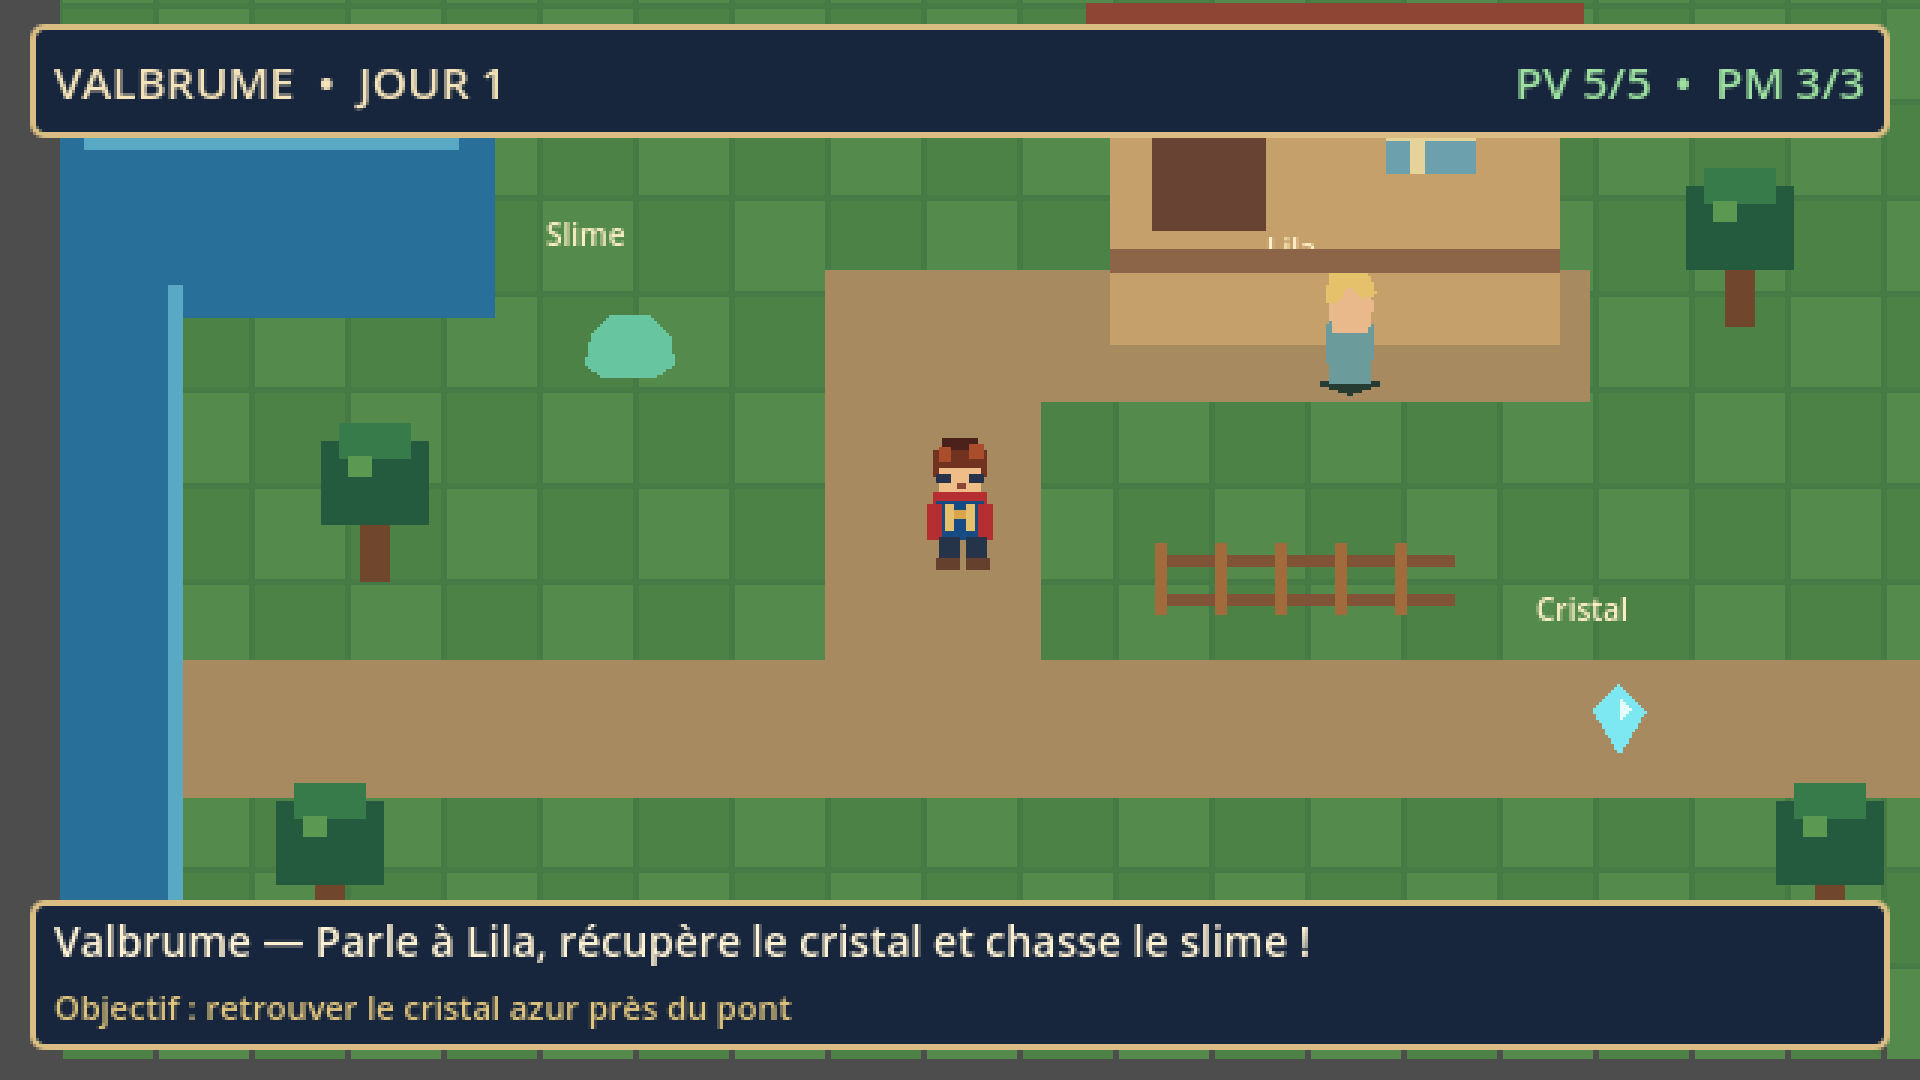 VALBRUME • JOUR 1
PV 5/5 • PM 3/3
Slime
Lila
Cristal
Valbrume — Parle à Lila, récupère le cristal et chasse le slime !
Objectif : retrouver le cristal azur près du pont